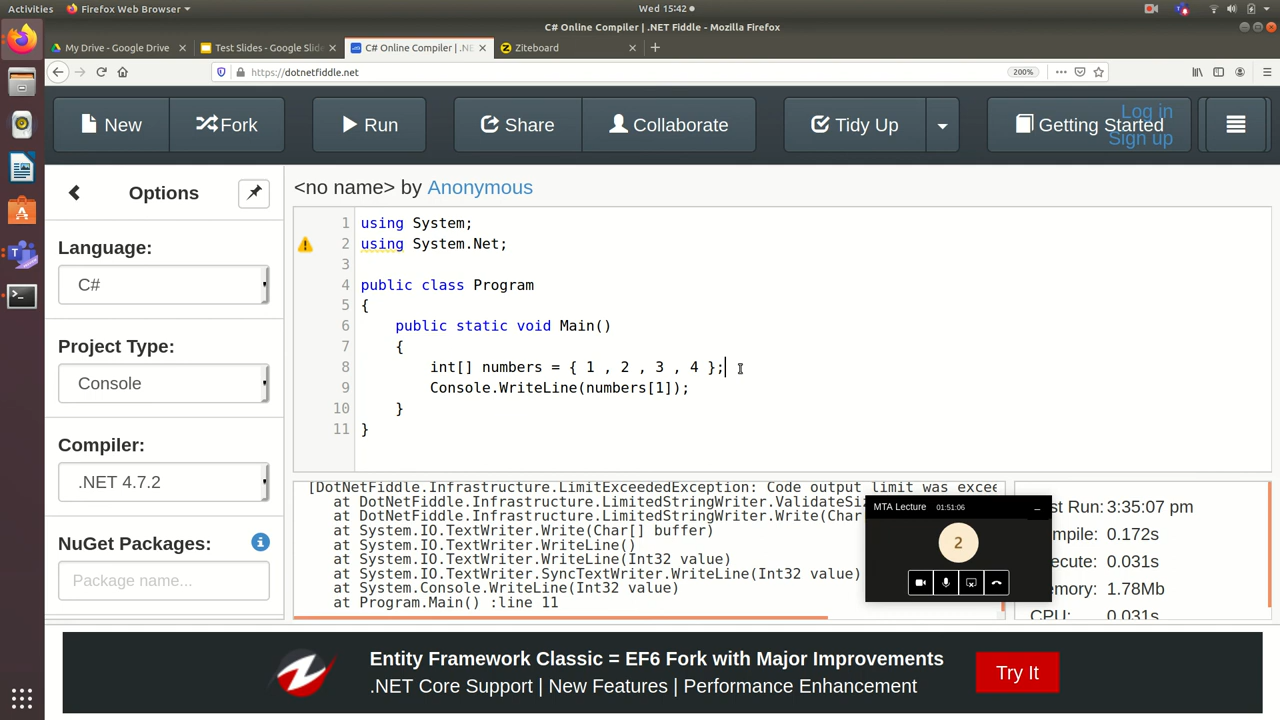 Activities Firefox Web Browser Wed 15:42
C# Online Compiler | .NET Fiddle - Mozilla Firefox
My Drive - Google Drive Test Slides - Google Slide C# Online Compiler | .NE Ziteboard
https://dotnetfiddle.net 200%
New Fork Run Share Collaborate Tidy Up Getting Started Log in
Sign up
Options
<no name> by Anonymous
Language:
C#
Project Type:
Console
Compiler:
.NET 4.7.2
NuGet Packages:
Package name...
1 using System;
2 using System.Net;
3
4 public class Program
5 {
6 public static void Main()
7 {
8 int[] numbers = { 1 , 2 , 3 , 4 };
9 Console.WriteLine(numbers[1]);
10 }
11 }
[DotNetFiddle.Infrastructure.LimitExceededException: Code output limit was excee
at DotNetFiddle.Infrastructure.LimitedStringWriter.ValidateSiz
at DotNetFiddle.Infrastructure.LimitedStringWriter.Write(Char
at System.IO.TextWriter.Write(Char[] buffer)
at System.IO.TextWriter.WriteLine()
at System.IO.TextWriter.WriteLine(Int32 value)
at System.IO.TextWriter.SyncTextWriter.WriteLine(Int32 value)
at System.Console.WriteLine(Int32 value)
at Program.Main() :line 11
MTA Lecture 01:51:06
2
st Run: 3:35:07 pm
mpile: 0.172s
ecute: 0.031s
emory: 1.78Mb
CPU: 0.031s
Entity Framework Classic = EF6 Fork with Major Improvements
.NET Core Support | New Features | Performance Enhancement
Try It